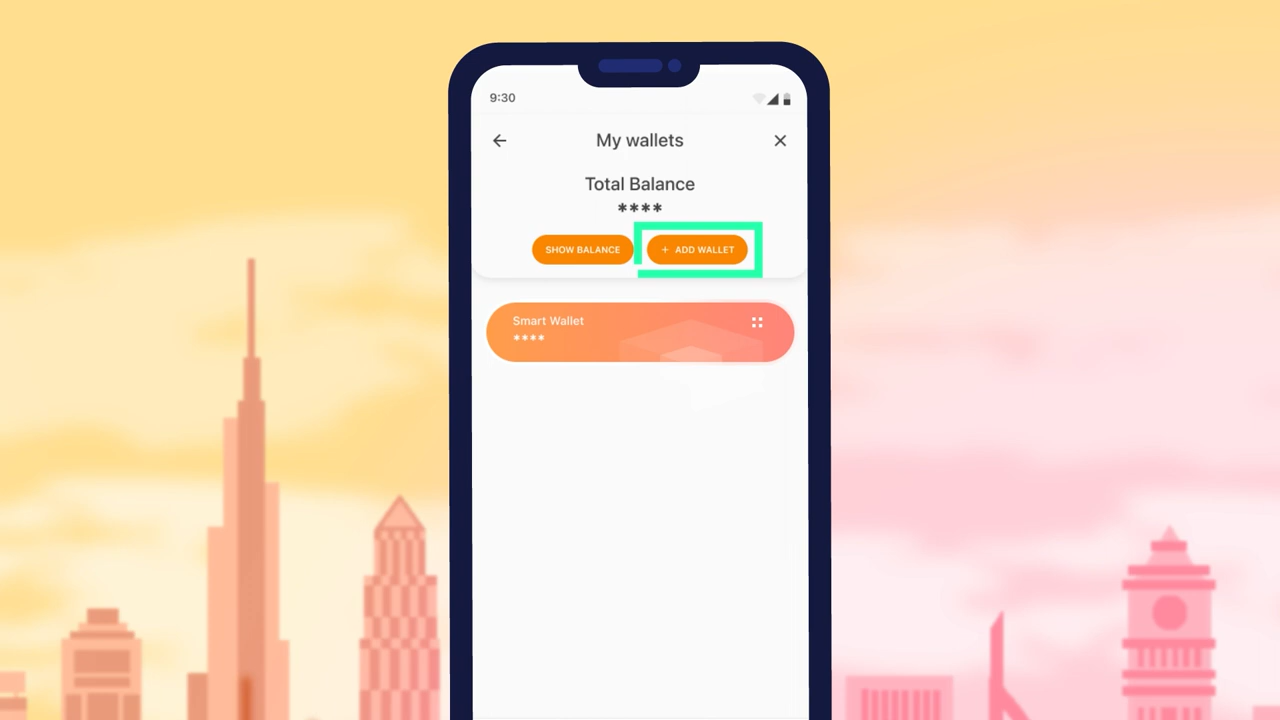 9:30
My wallets
Total Balance
****
SHOW BALANCE
+ ADD WALLET
Smart Wallet
****